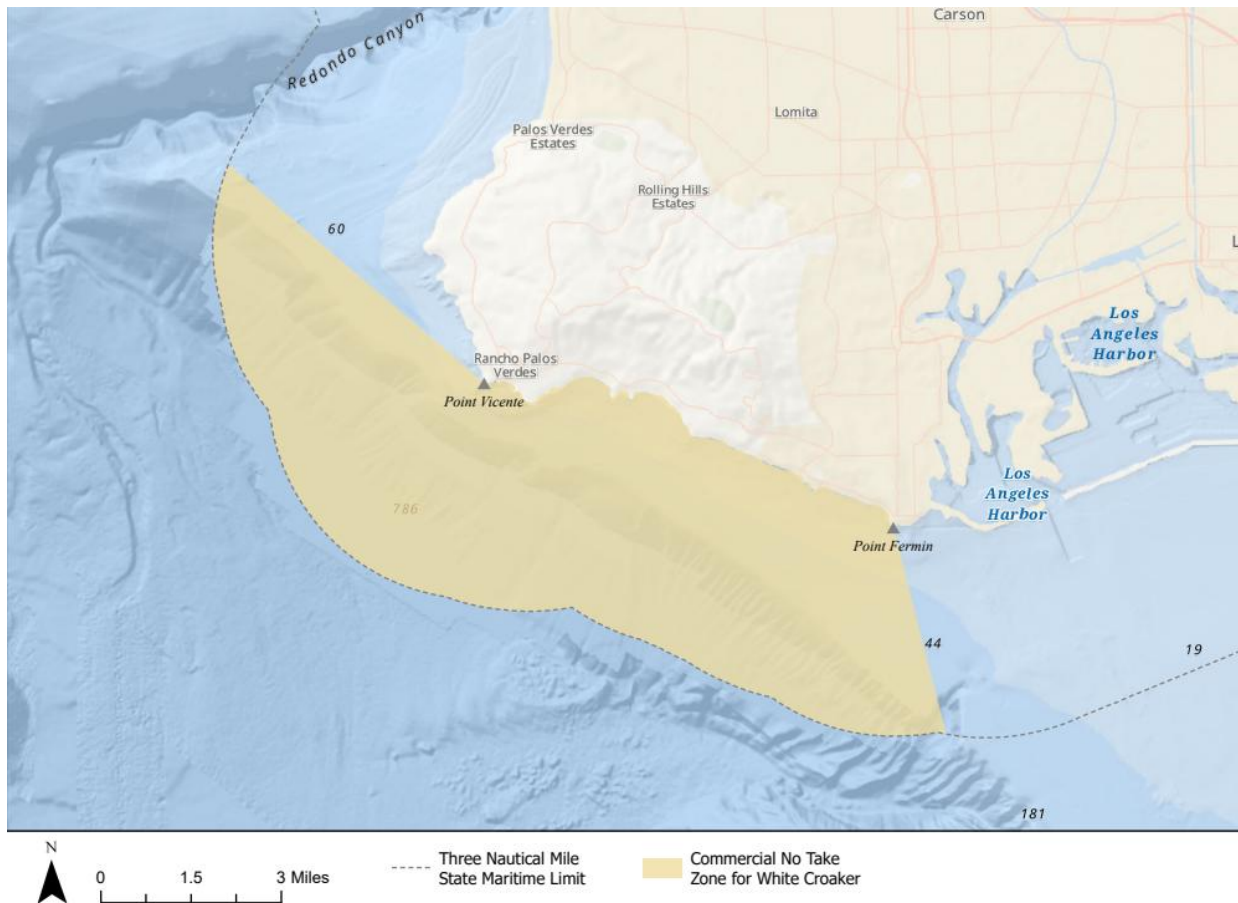 Carson
Redondo Canyon
Lomita
Palos Verdes
Estates
Rolling Hills
Estates
60
L
Los
Angeles
Harbor
Rancho Palos
Verdes
Point Vicente
Los
Angeles
Harbor
786
Point Fermin
44
19
181
N
0 1.5 3 Miles
Three Nautical Mile
State Maritime Limit
Commercial No Take
Zone for White Croaker